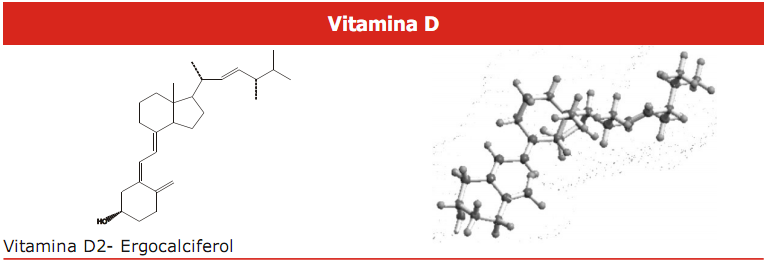 Vitamina D
HO
Vitamina D2- Ergocalciferol